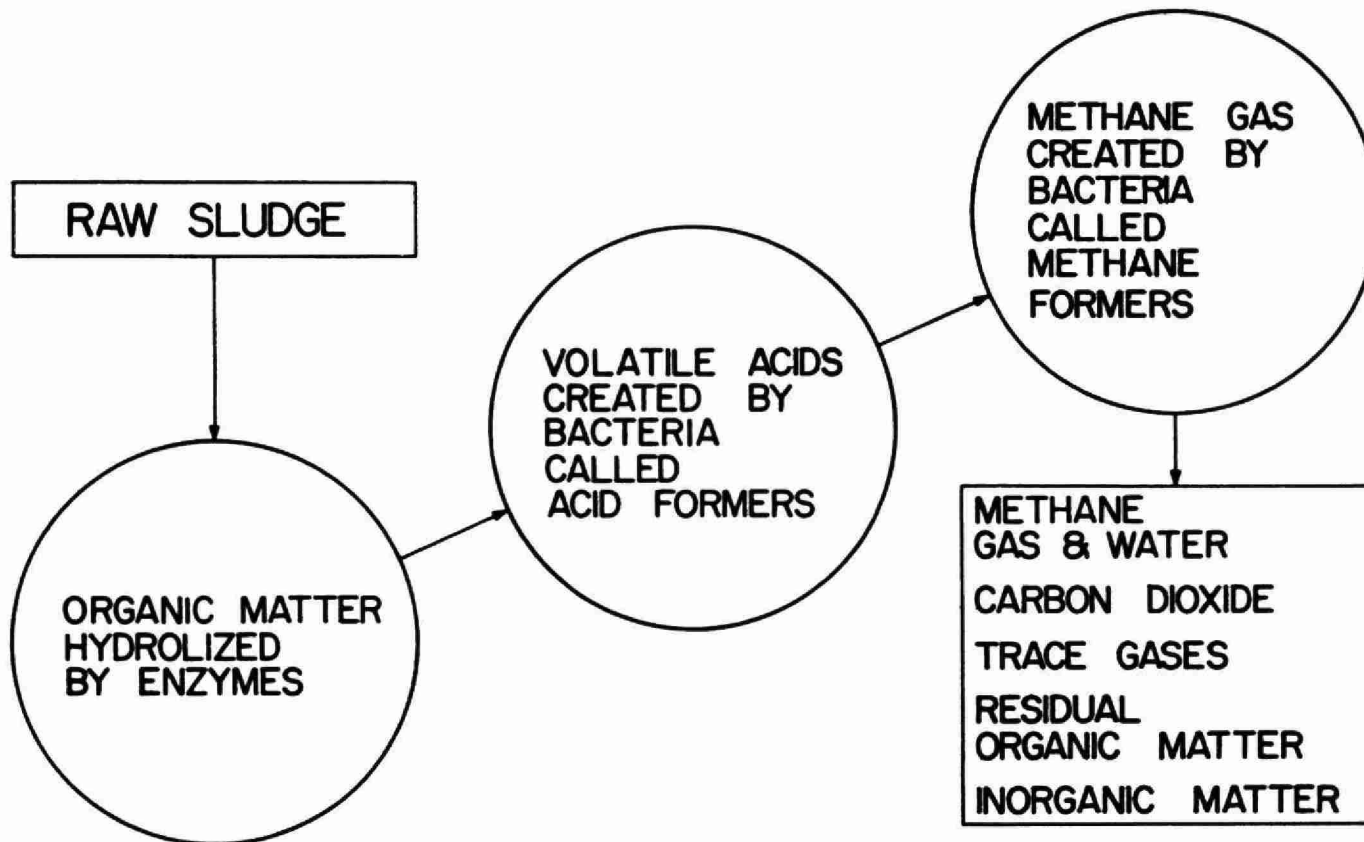 RAW SLUDGE
ORGANIC MATTER
HYDROLIZED
BY ENZYMES
VOLATILE ACIDS
CREATED BY
BACTERIA
CALLED
ACID FORMERS
METHANE GAS
CREATED BY
BACTERIA
CALLED
METHANE
FORMERS
METHANE
GAS & WATER
CARBON DIOXIDE
TRACE GASES
RESIDUAL
ORGANIC MATTER
INORGANIC MATTER